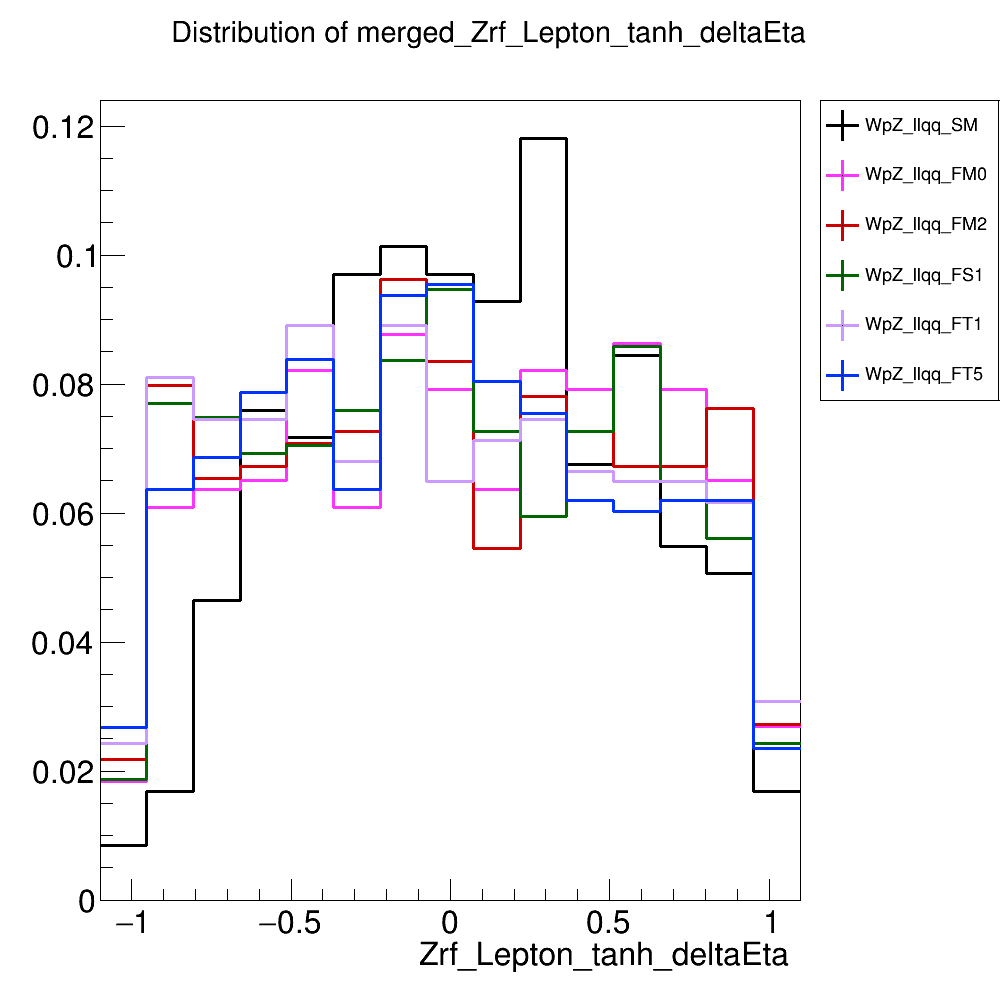 Distribution of merged_Zrf_Lepton_tanh_deltaEta
0.12
0.1
0.08
0.06
0.04
0.02
0
−1
−0.5
0
0.5
1
Zrf_Lepton_tanh_deltaEta
WpZ_llqq_SM
WpZ_llqq_FM0
WpZ_llqq_FM2
WpZ_llqq_FS1
WpZ_llqq_FT1
WpZ_llqq_FT5